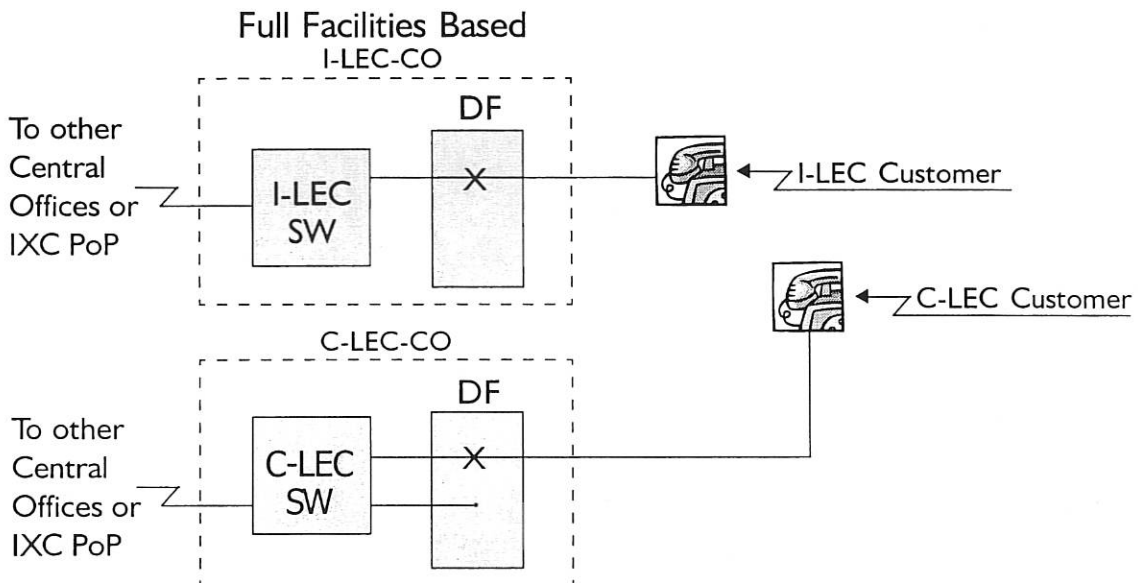 Full Facilities Based
I-LEC-CO
DF
To other
Central
Offices or
IXC PoP
I-LEC
SW
X
I-LEC Customer
C-LEC Customer
C-LEC-CO
DF
To other
Central
Offices or
IXC PoP
C-LEC
SW
X